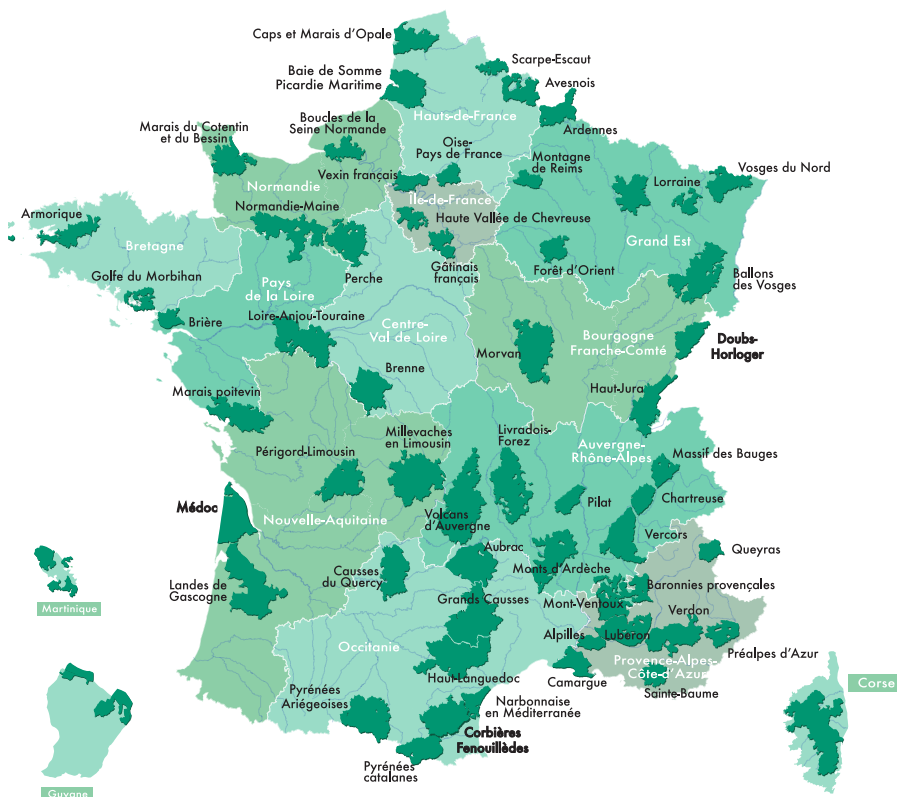 Caps et Marais d'Opale
Scarpe-Escaut
Baie de Somme
Picardie Maritime
Avesnois
Hauts-de-France
Boucles de la
Seine Normande
Marais du Cotentin
et du Bessin
Ardennes
Oise-
Pays de France
Montagne
de Reims
Vosges du Nord
Vexin français
Lorraine
Normandie
Île-de-France
Normandie-Maine
Haute Vallée de Chevreuse
Armorique
Grand Est
Bretagne
Gâtinais
français
Forêt d'Orient
Perche
Ballons
des Vosges
Golfe du Morbihan
Pays
de la Loire
Brière
Loire-Anjou-Touraine
Centre-
Val de Loire
Bourgogne
Franche-Comté
Doubs-
Horloger
Morvan
Brenne
Haut-Jura
Marais poitevin
Millevaches
en Limousin
Livradois-
Forez
Auvergne-
Rhône-Alpes
Périgord-Limousin
Massif des Bauges
Médoc
Pilat
Chartreuse
Nouvelle-Aquitaine
Volcans
d'Auvergne
Vercors
Aubrac
Queyras
Causses
du Quercy
Monts d'Ardèche
Landes de
Gascogne
Baronnies provençales
Grands Causses
Mont-Ventoux
Verdon
Martinique
Alpilles
Luberon
Occitanie
Préalpes d'Azur
Provence-Alpes-
Côte-d'Azur
Haut-Languedoc
Camargue
Sainte-Baume
Corse
Pyrénées
Ariégeoises
Narbonnaise
en Méditerranée
Corbières
Fenouillèdes
Pyrénées
catalanes
Guyane